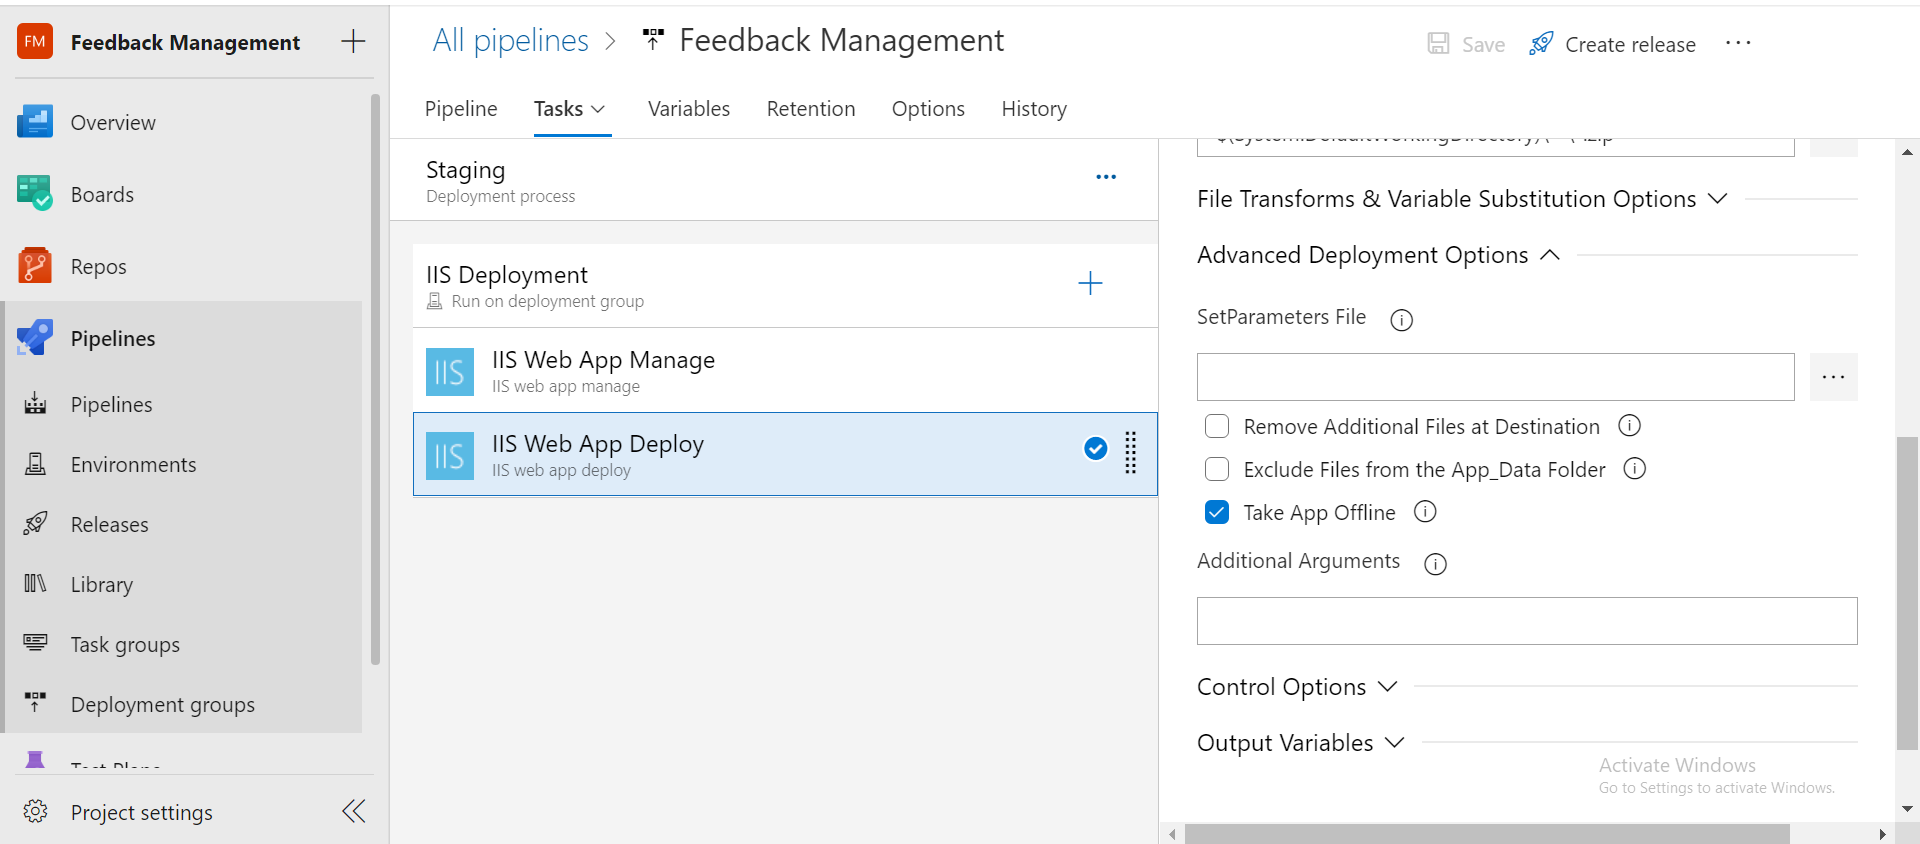 FM Feedback Management
Overview
Boards
Repos
Pipelines
Pipelines
Environments
Releases
Library
Task groups
Deployment groups
Project settings
All pipelines > Feedback Management
Save Create release ...
Pipeline Tasks Variables Retention Options History
Staging
Deployment process
IIS Deployment
Run on deployment group
IIS IIS Web App Manage
IIS web app manage
IIS IIS Web App Deploy
IIS web app deploy
File Transforms & Variable Substitution Options
Advanced Deployment Options
SetParameters File
...
Remove Additional Files at Destination
Exclude Files from the App_Data Folder
Take App Offline
Additional Arguments
Control Options
Output Variables
Activate Windows
Go to Settings to activate Windows.